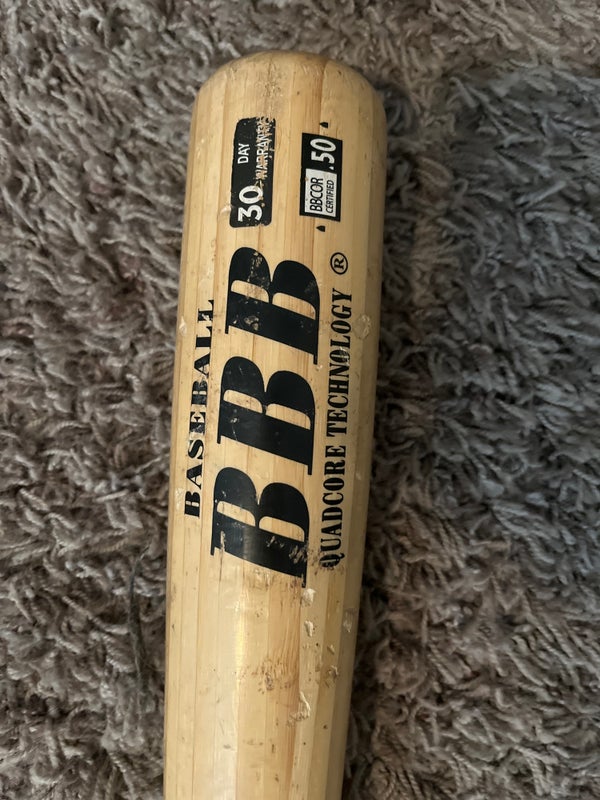 30 DAY
WARRANTY
BBCOR
CERTIFIED
.50
BASEBALL
BBB
QUADCORE TECHNOLOGY ®